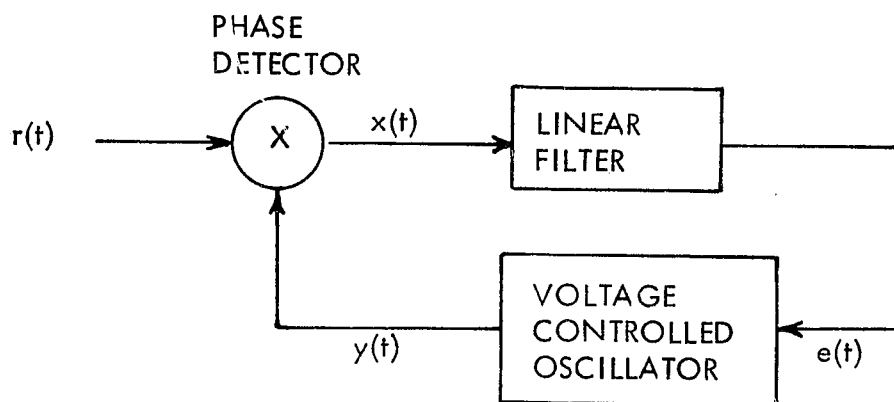 PHASE
DETECTOR
r(t)
X
x(t)
LINEAR
FILTER
VOLTAGE
CONTROLLED
OSCILLATOR
y(t)
e(t)